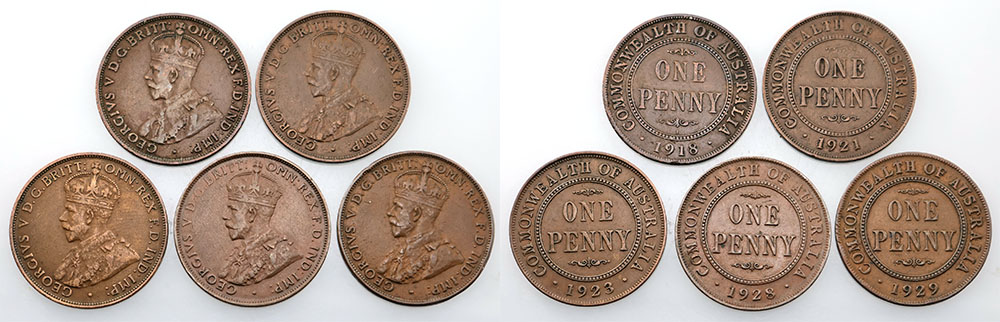 GEORGIVS V D.G. BRITT: OMN. REX F.D. IND: IMP:
GEORGIVS V D.G. BRITT: OMN. REX F.D. IND: IMP:
COMMONWEALTH OF AUSTRALIA
ONE
PENNY
· 1918 ·
COMMONWEALTH OF AUSTRALIA
ONE
PENNY
· 1921 ·
GEORGIVS V D.G. BRITT: OMN. REX F.D. IND: IMP:
GEORGIVS V D.G. BRITT: OMN. REX F.D. IND: IMP:
GEORGIVS V D.G. BRITT: OMN. REX F.D. IND: IMP:
COMMONWEALTH OF AUSTRALIA
ONE
PENNY
· 1923 ·
COMMONWEALTH OF AUSTRALIA
ONE
PENNY
· 1928 ·
COMMONWEALTH OF AUSTRALIA
ONE
PENNY
· 1929 ·